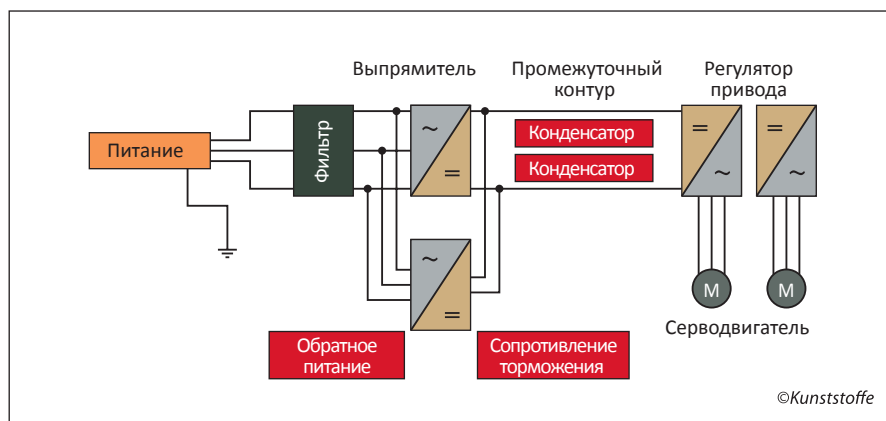 Выпрямитель
Промежуточный
контур
Регулятор
привода
Питание
Фильтр
~
=
Конденсатор
Конденсатор
=
~
=
~
~
=
М
М
Серводвигатель
Обратное
питание
Сопротивление
торможения
©Kunststoffe